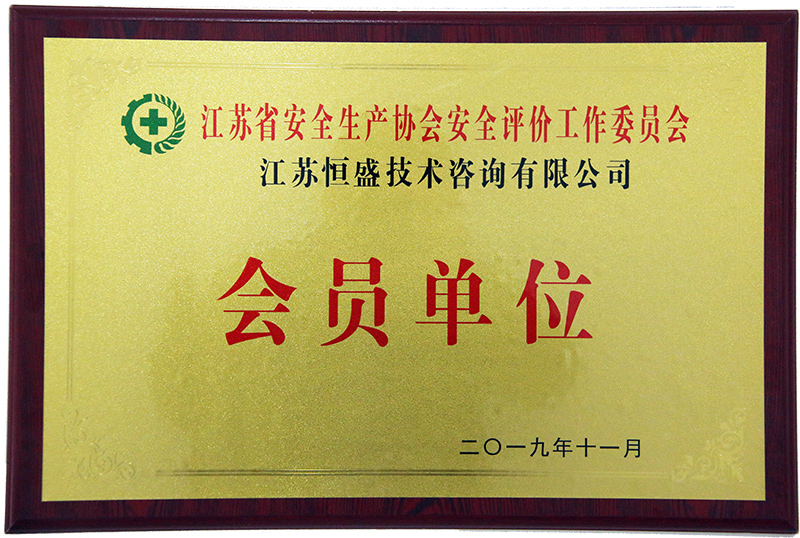 江苏省安全生产协会安全评价工作委员会
江苏恒盛技术咨询有限公司
会员单位
二〇一九年十一月